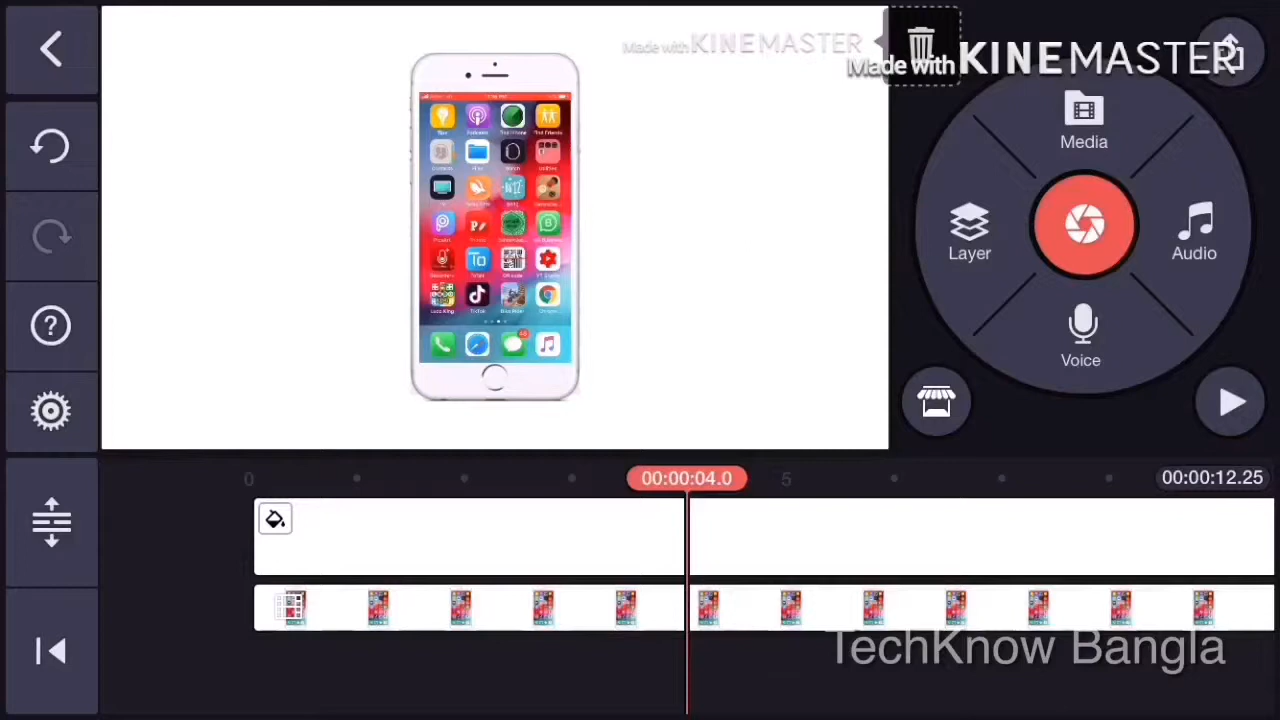 Made with KINEMASTER
Made with KINEMASTER
Media
Layer
Audio
Voice
0
00:00:04.0
5
00:00:12.25
TechKnow Bangla